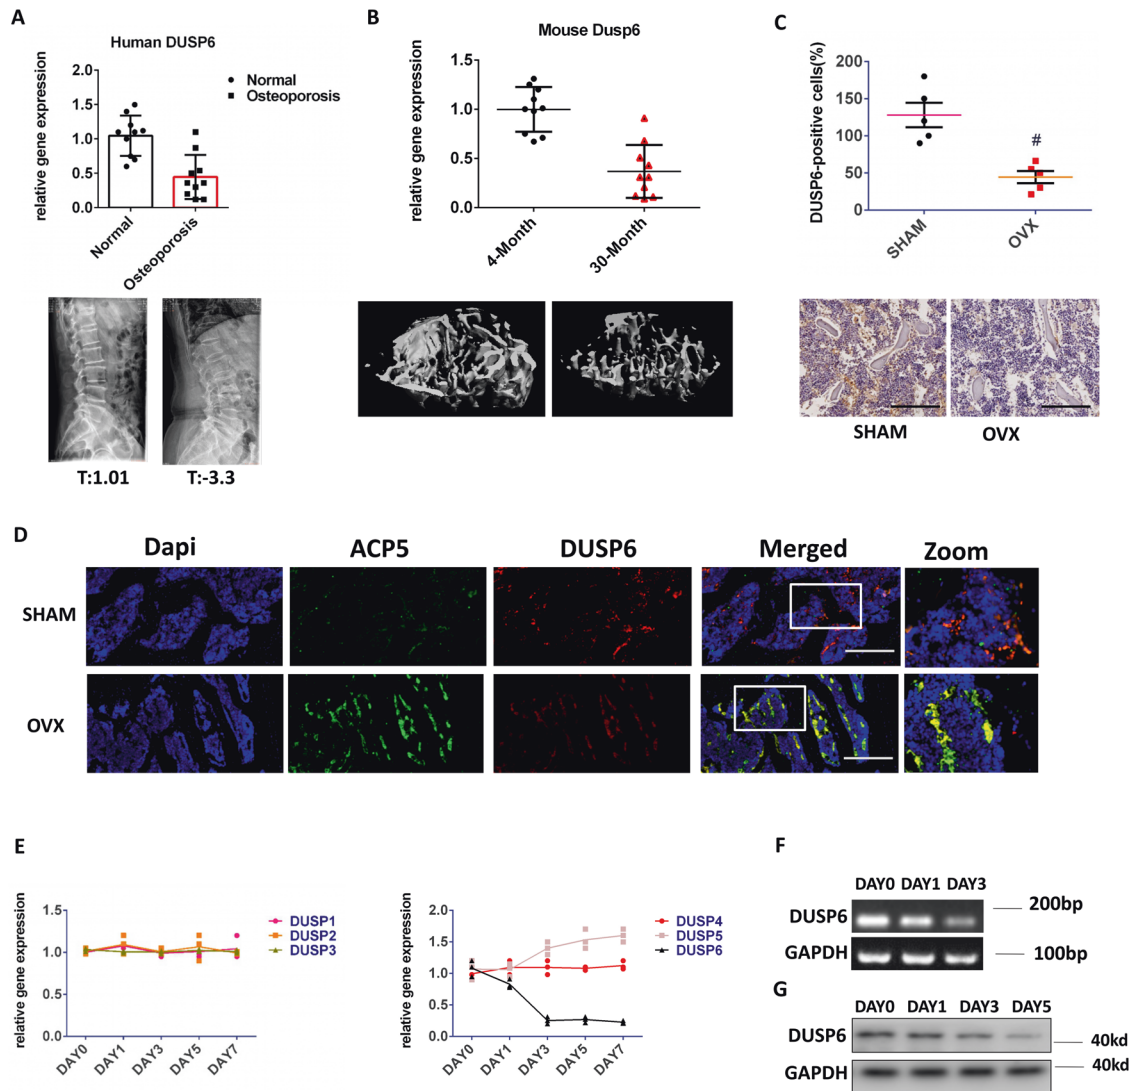 A
Human DUSP6
relative gene expression
2.0
1.5
1.0
0.5
0.0
Normal
Osteoporosis
Normal
Osteoporosis
T:1.01
T:-3.3
B
Mouse Dusp6
relative gene expression
1.5
1.0
0.5
0.0
4-Month
30-Month
C
DUSP6-positive cells(%)
200
150
100
50
0
#
SHAM
OVX
SHAM
OVX
D
Dapi
ACP5
DUSP6
Merged
Zoom
SHAM
OVX
E
relative gene expression
2.0
1.5
1.0
0.5
0.0
DAY0
DAY1
DAY3
DAY5
DAY7
DUSP1
DUSP2
DUSP3
relative gene expression
2.0
1.5
1.0
0.5
0.0
DAY0
DAY1
DAY3
DAY5
DAY7
DUSP4
DUSP5
DUSP6
F
DAY0 DAY1 DAY3
DUSP6
200bp
GAPDH
100bp
G
DAY0 DAY1 DAY3 DAY5
DUSP6
40kd
GAPDH
40kd